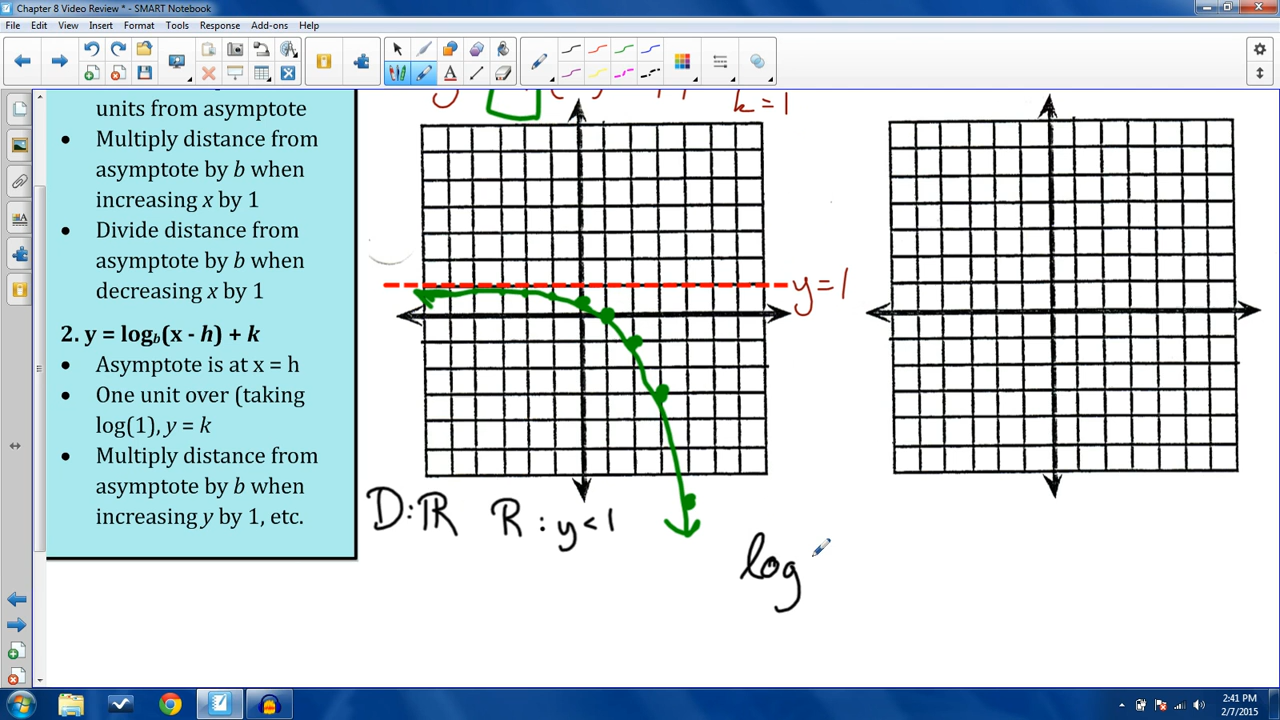 Chapter 8 Video Review * - SMART Notebook
File Edit View Insert Format Tools Response Add-ons Help
units from asymptote
• Multiply distance from
asymptote by b when
increasing x by 1
• Divide distance from
asymptote by b when
decreasing x by 1
2. y = log_b(x - h) + k
• Asymptote is at x = h
• One unit over (taking
log(1), y = k
• Multiply distance from
asymptote by b when
increasing y by 1, etc.
k = 1
y = 1
D: ℝ R: y < 1
log
2:41 PM
2/7/2015